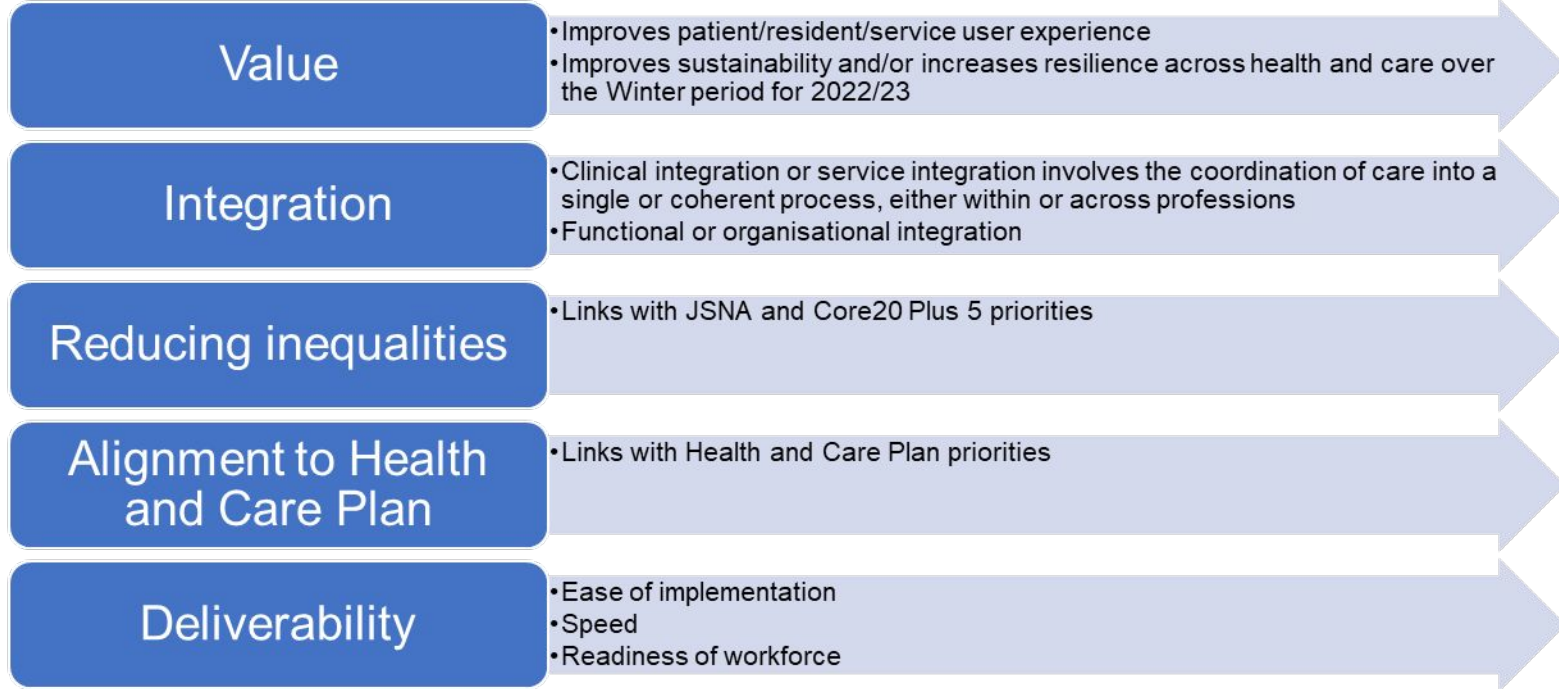 Value
•Improves patient/resident/service user experience
•Improves sustainability and/or increases resilience across health and care over
the Winter period for 2022/23
Integration
•Clinical integration or service integration involves the coordination of care into a
single or coherent process, either within or across professions
•Functional or organisational integration
Reducing inequalities
•Links with JSNA and Core20 Plus 5 priorities
Alignment to Health
and Care Plan
•Links with Health and Care Plan priorities
Deliverability
•Ease of implementation
•Speed
•Readiness of workforce